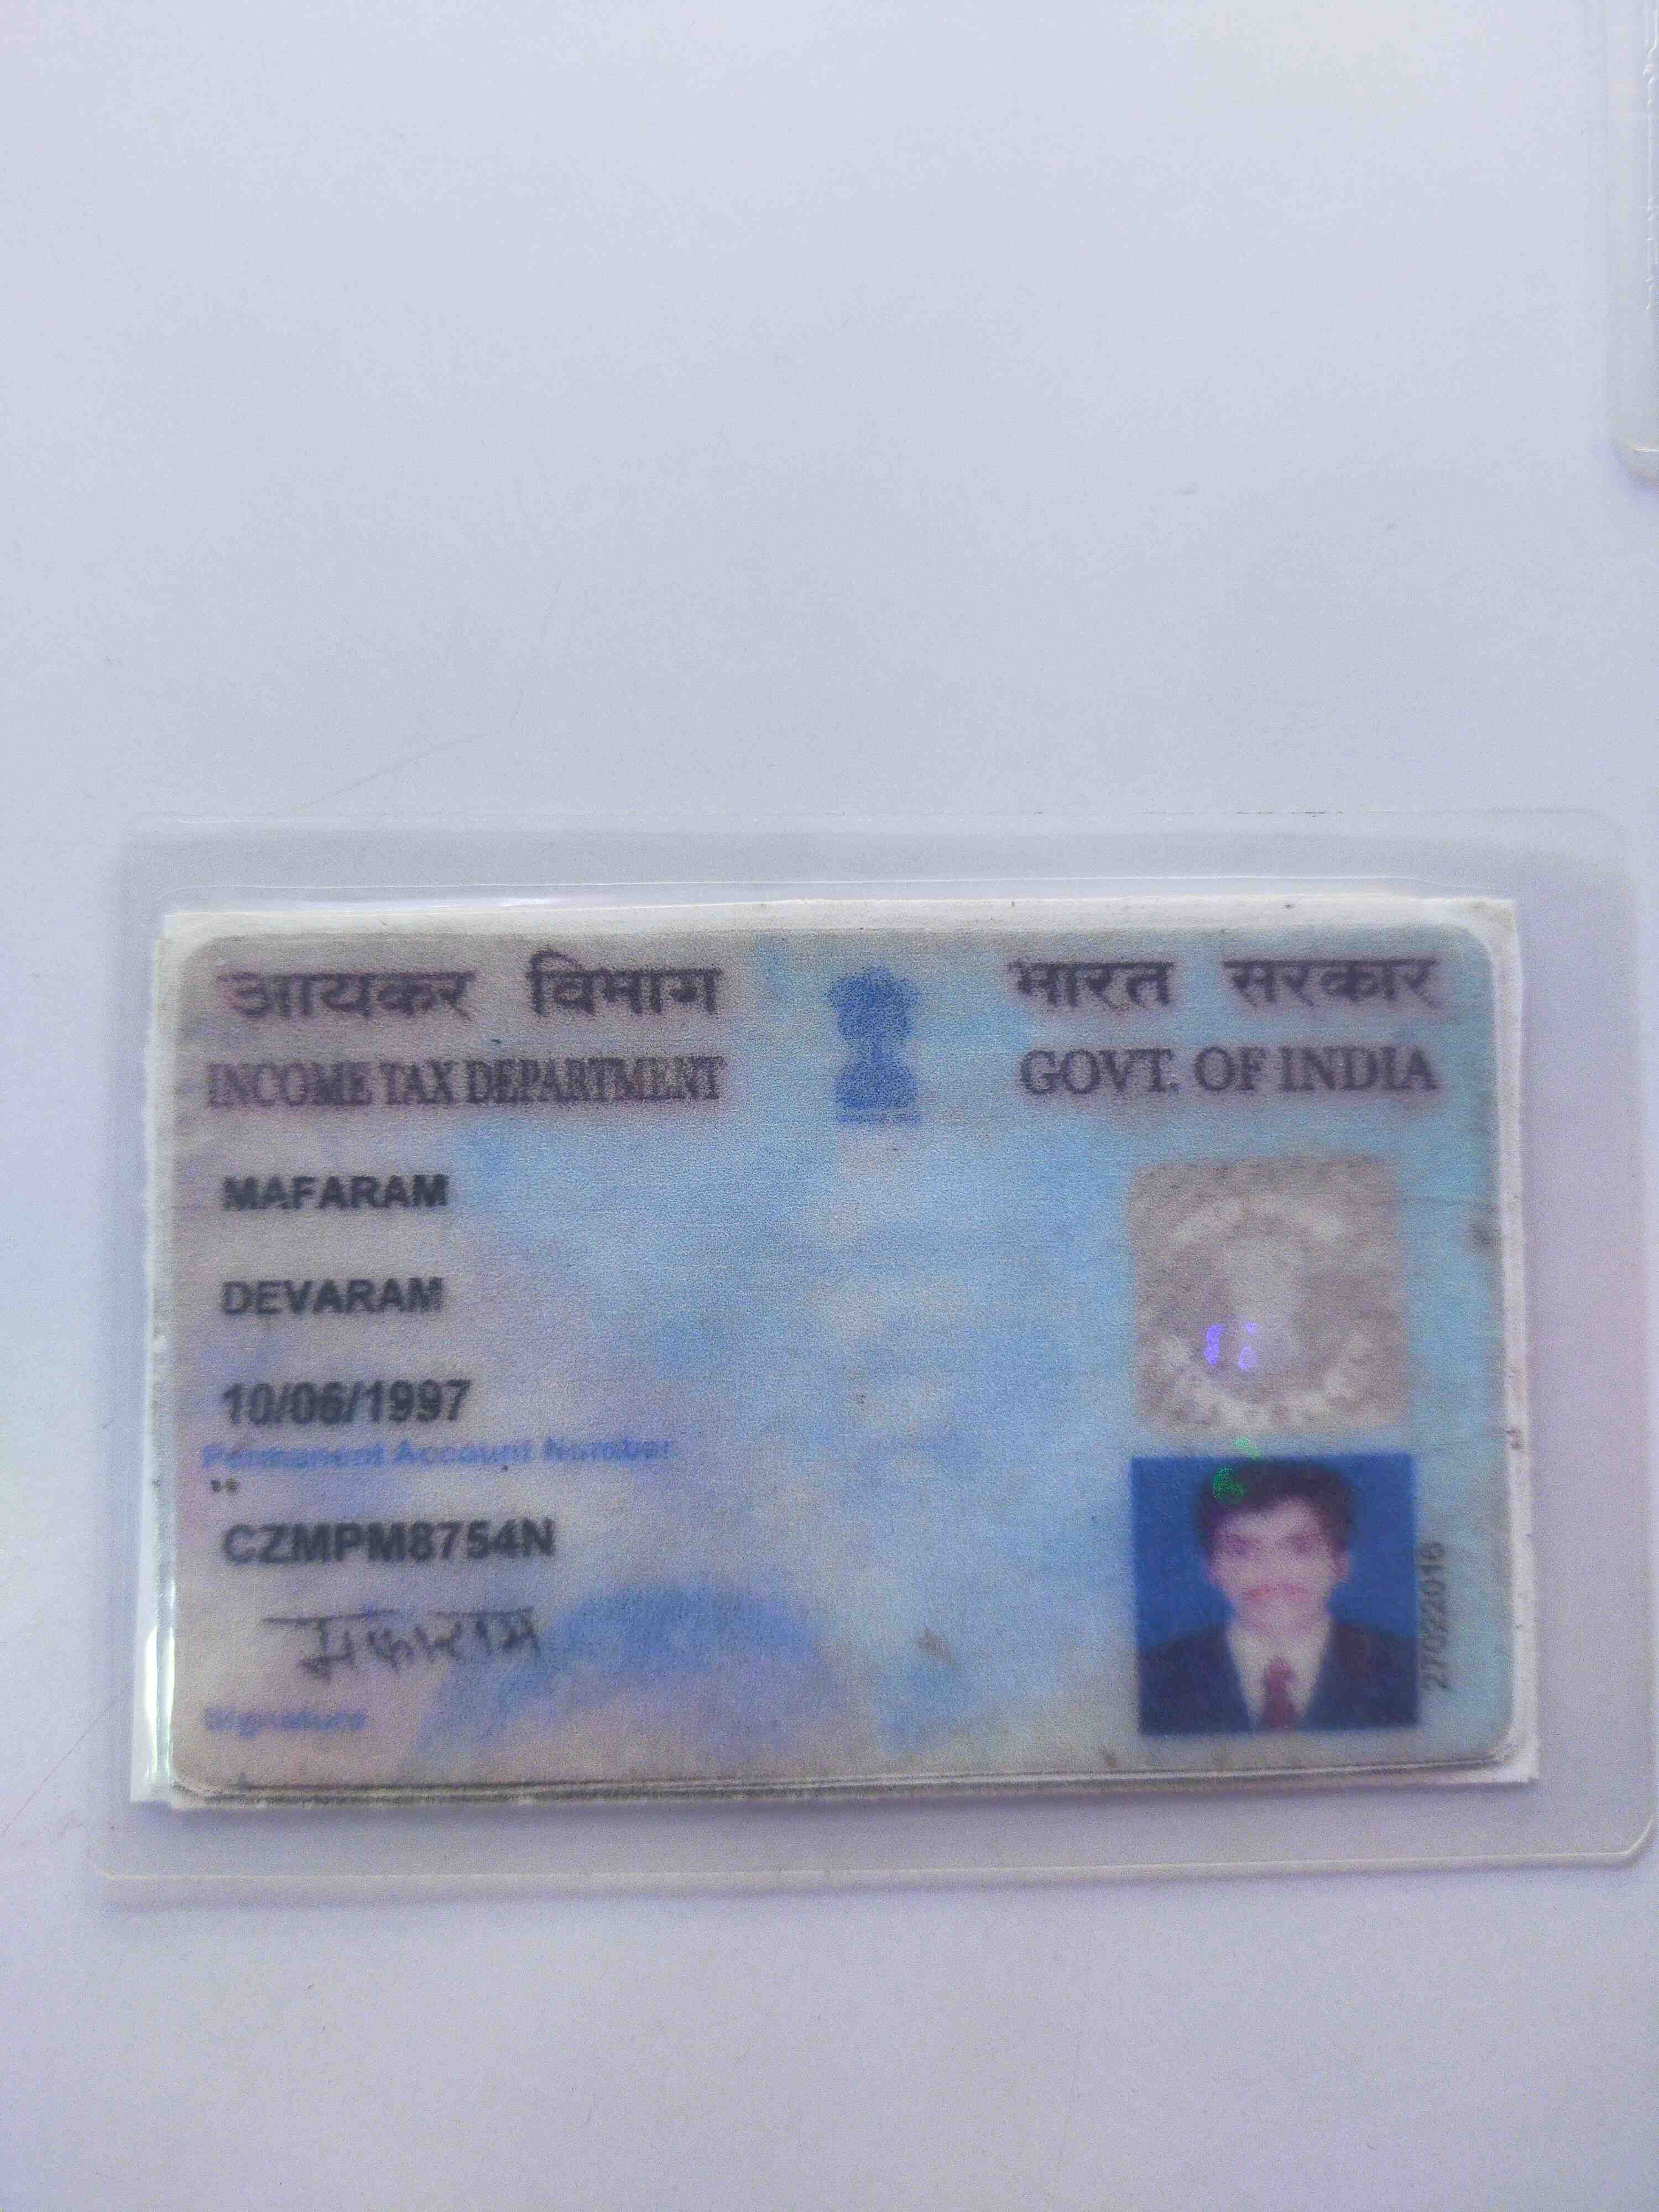 आयकर विभाग
भारत सरकार
INCOME TAX DEPARTMENT
GOVT. OF INDIA
MAFARAM
DEVARAM
10/06/1997
Permanent Account Number
CZMPM8754N
27022016
Signature